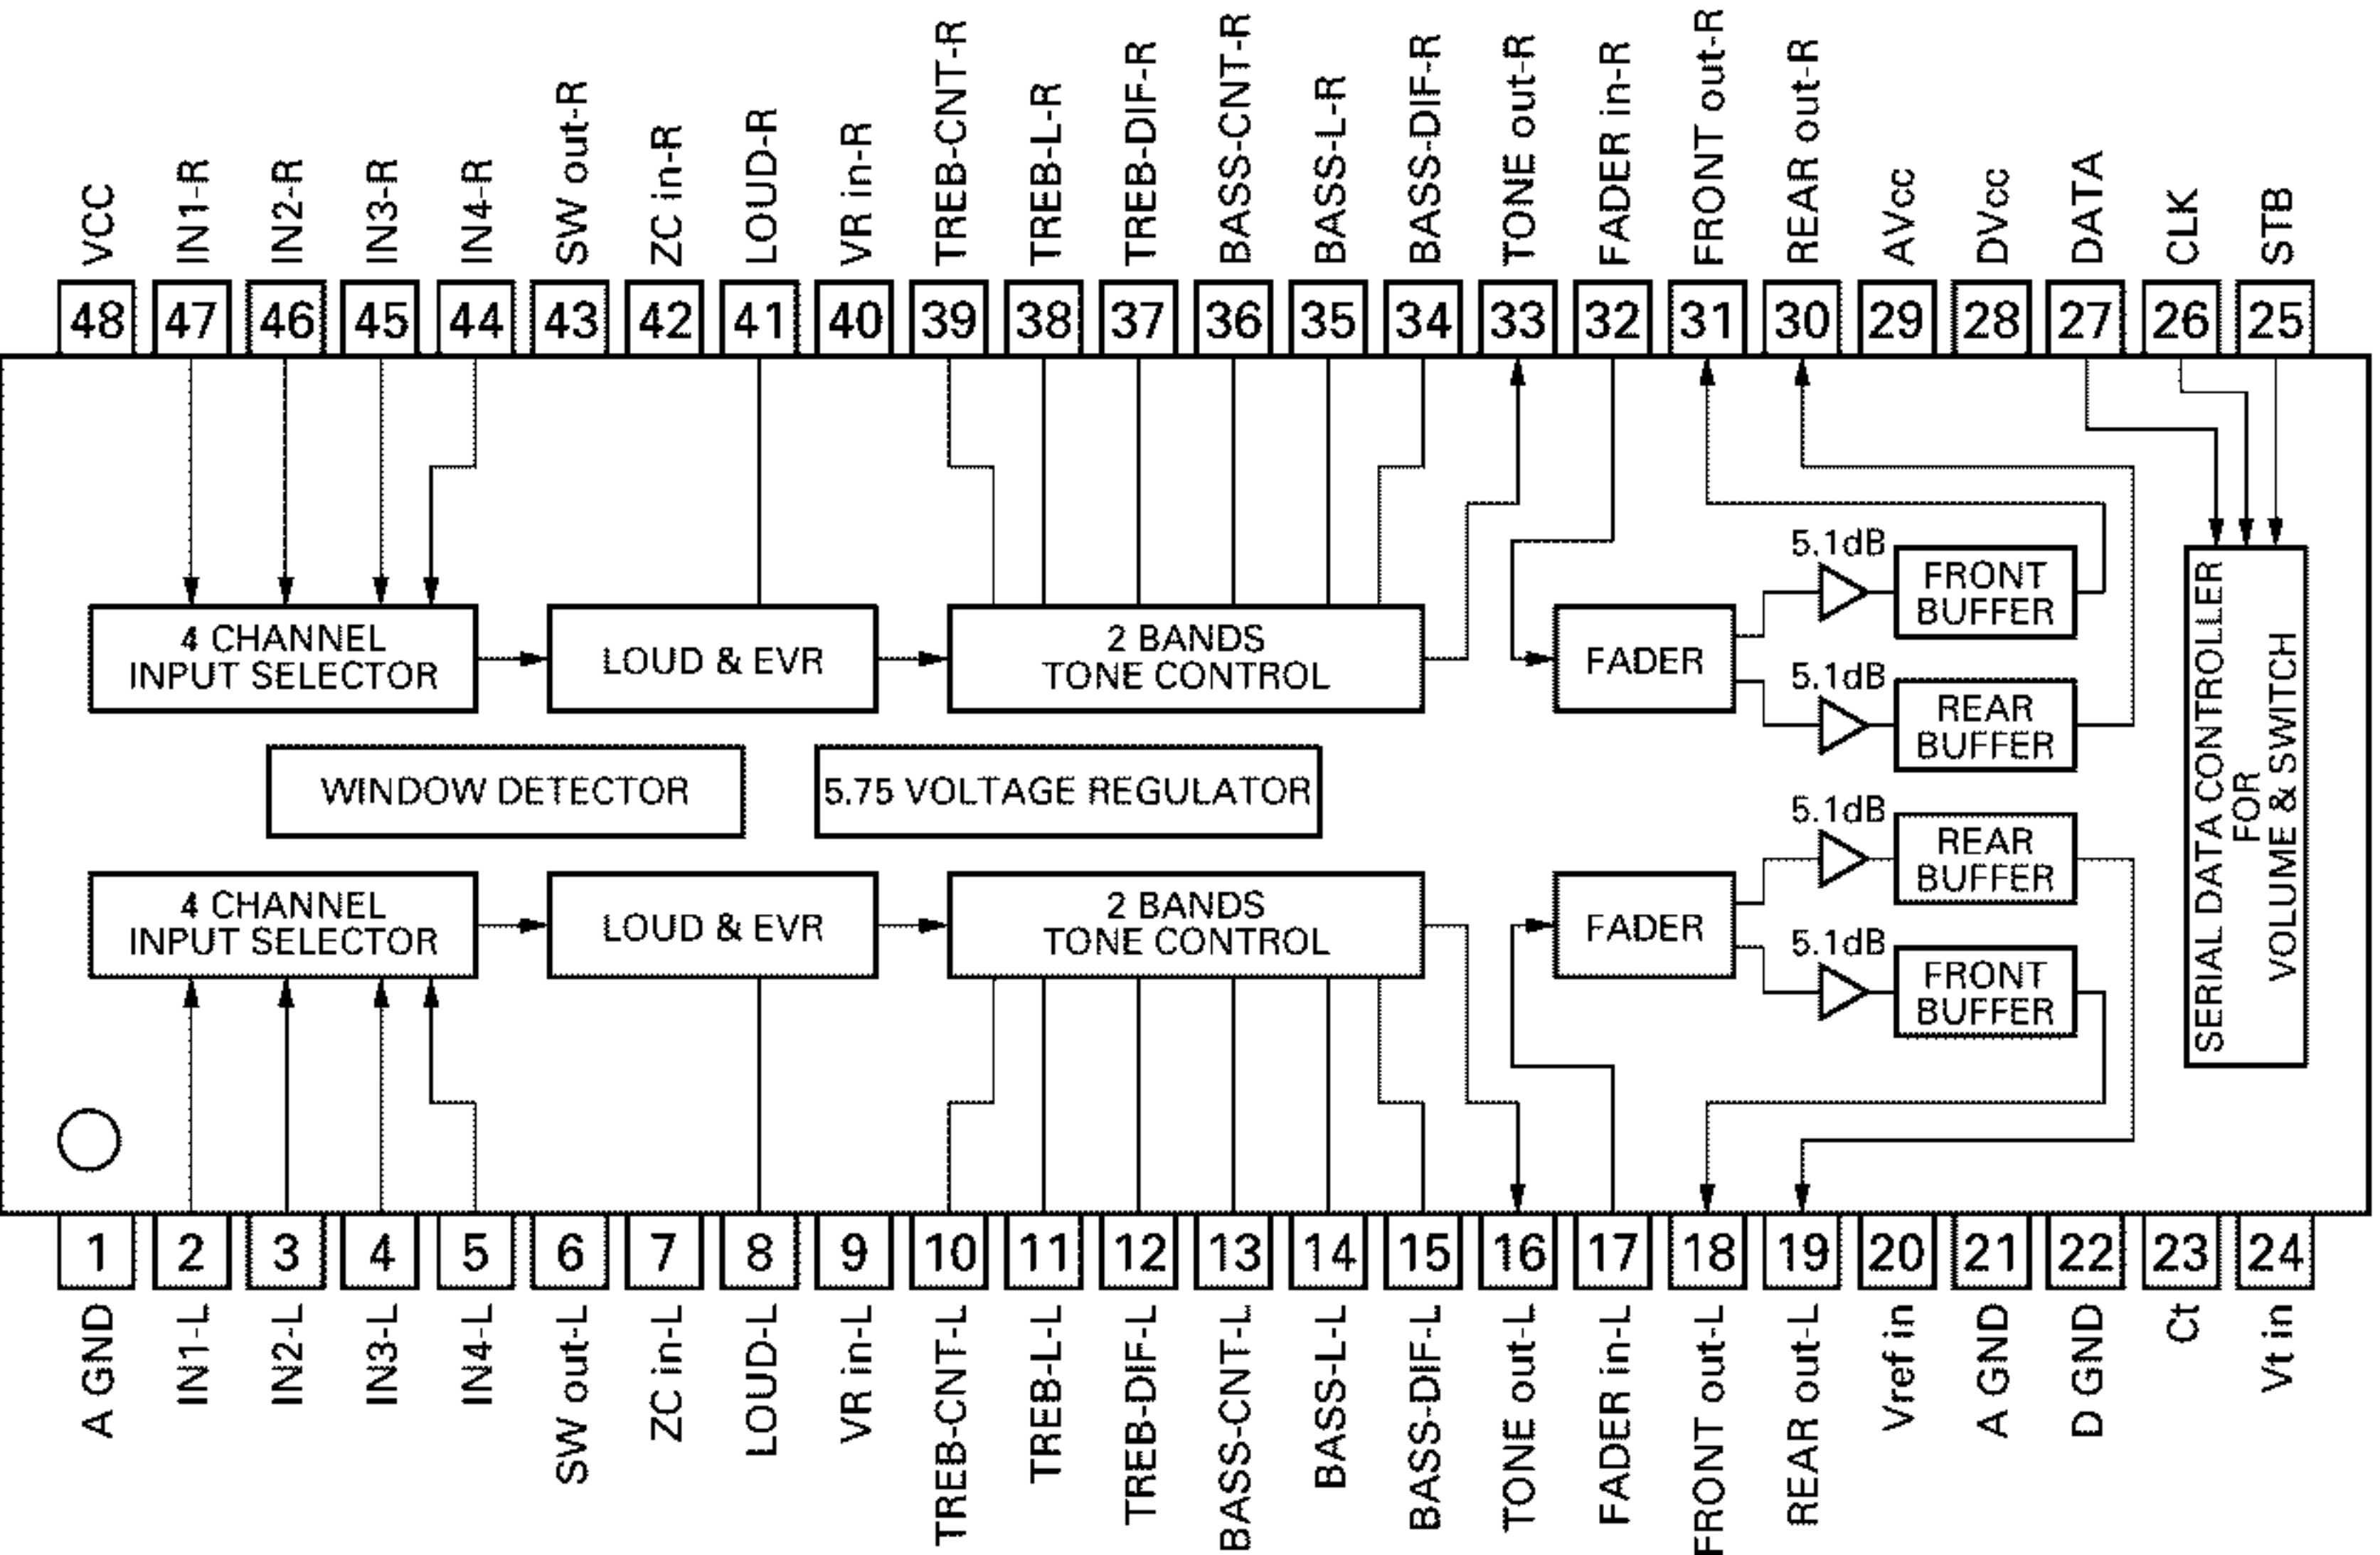 VCC
IN1-R
IN2-R
IN3-R
IN4-R
SW out-R
ZC in-R
LOUD-R
VR in-R
TREB-CNT-R
TREB-L-R
TREB-DIF-R
BASS-CNT-R
BASS-L-R
BASS-DIF-R
TONE out-R
FADER in-R
FRONT out-R
REAR out-R
AVcc
DVcc
DATA
CLK
STB
48 47 46 45 44 43 42 41 40 39 38 37 36 35 34 33 32 31 30 29 28 27 26 25
4 CHANNEL
INPUT SELECTOR
LOUD & EVR
2 BANDS
TONE CONTROL
FADER
5.1dB
FRONT
BUFFER
5.1dB
REAR
BUFFER
WINDOW DETECTOR
5.75 VOLTAGE REGULATOR
4 CHANNEL
INPUT SELECTOR
LOUD & EVR
2 BANDS
TONE CONTROL
FADER
5.1dB
REAR
BUFFER
5.1dB
FRONT
BUFFER
SERIAL DATA CONTROLLER
FOR
VOLUME & SWITCH
1 2 3 4 5 6 7 8 9 10 11 12 13 14 15 16 17 18 19 20 21 22 23 24
A GND
IN1-L
IN2-L
IN3-L
IN4-L
SW out-L
ZC in-L
LOUD-L
VR in-L
TREB-CNT-L
TREB-L-L
TREB-DIF-L
BASS-CNT-L
BASS-L-L
BASS-DIF-L
TONE out-L
FADER in-L
FRONT out-L
REAR out-L
Vref in
A GND
D GND
Ct
Vt in